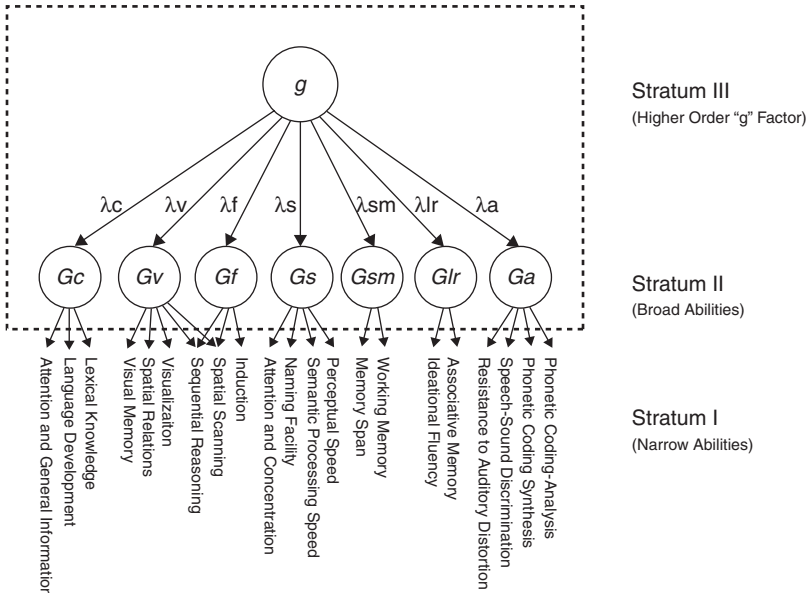 g
Stratum III
(Higher Order “g” Factor)
λc
λv
λf
λs
λsm
λlr
λa
Gc
Gv
Gf
Gs
Gsm
Glr
Ga
Stratum II
(Broad Abilities)
Attention and General Information
Language Development
Lexical Knowledge
Visual Memory
Spatial Relations
Visualizaiton
Sequential Reasoning
Spatial Scanning
Induction
Attention and Concentration
Naming Facility
Semantic Processing Speed
Perceptual Speed
Memory Span
Working Memory
Ideational Fluency
Associative Memory
Resistance to Auditory Distortion
Speech-Sound Discrimination
Phonetic Coding Synthesis
Phonetic Coding-Analysis
Stratum I
(Narrow Abilities)